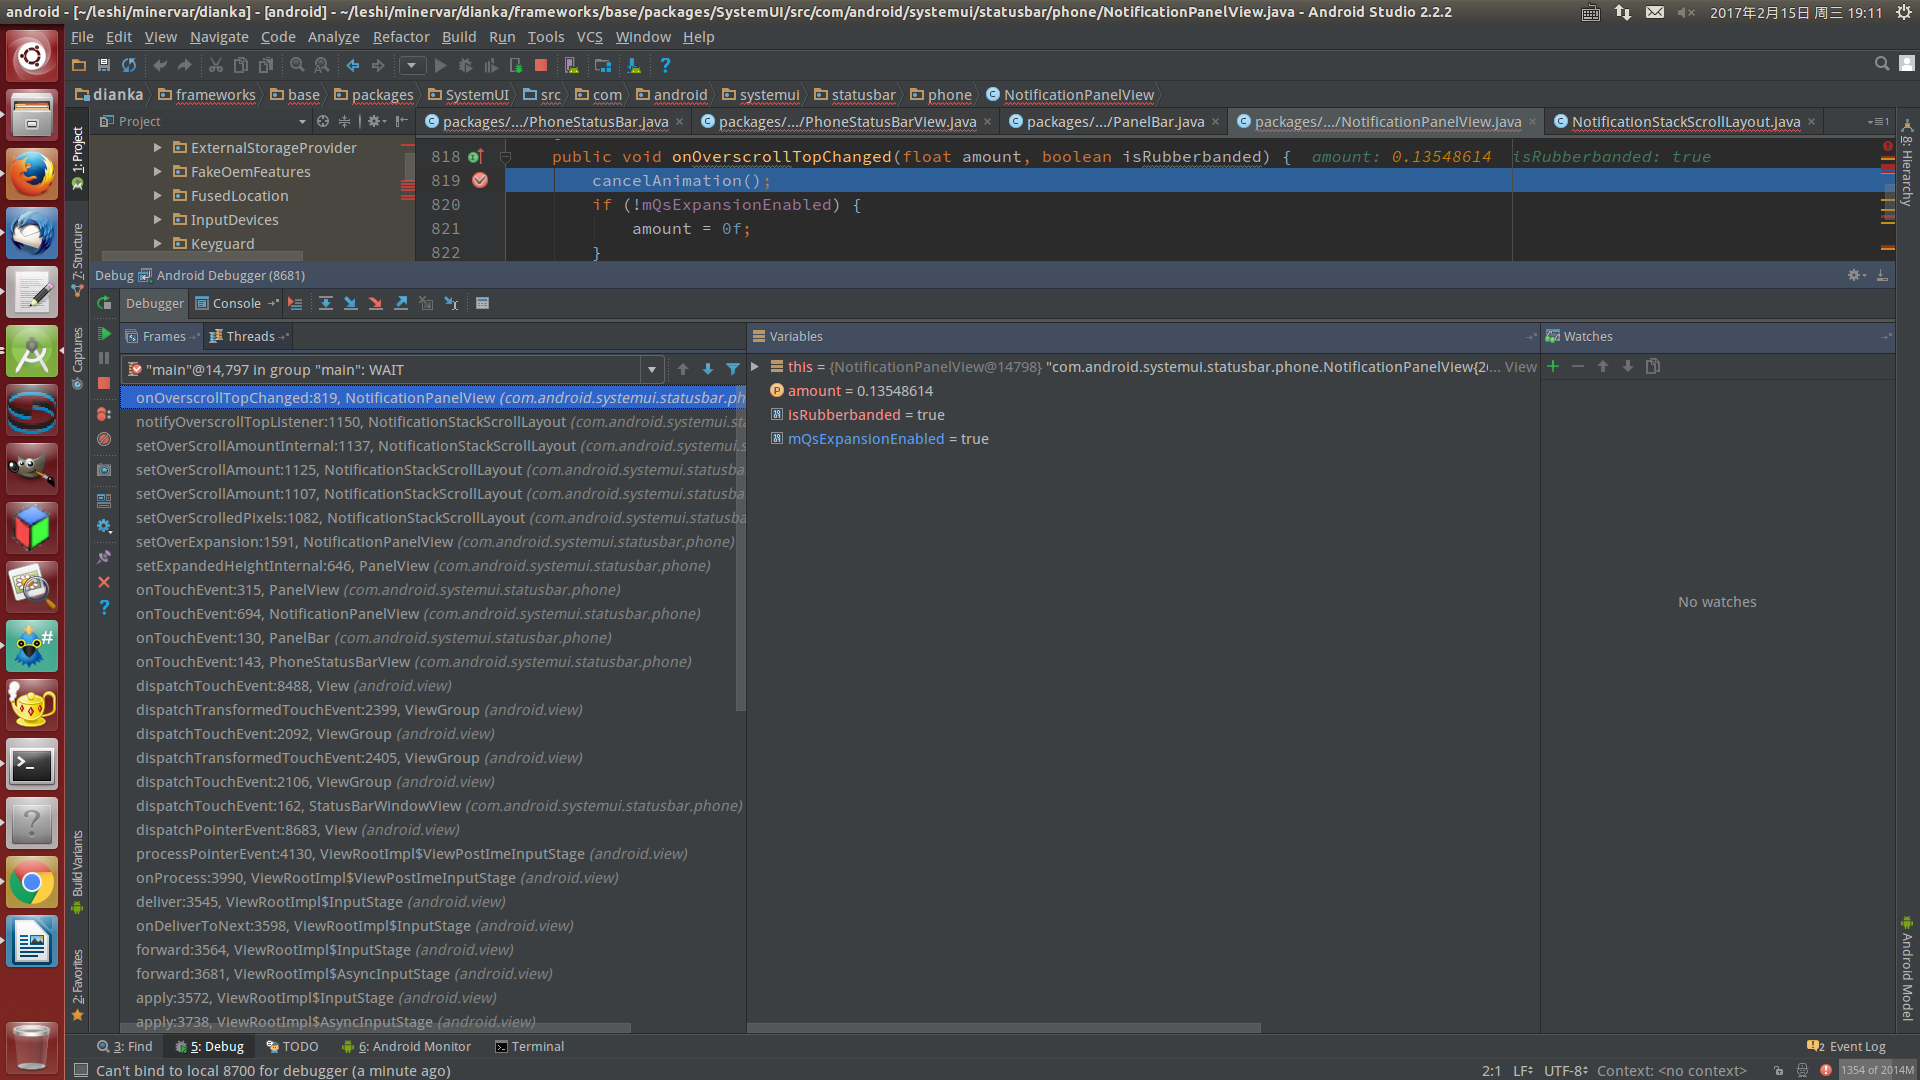 android - [~/leshi/minervar/dianka] - [android] - ~/leshi/minervar/dianka/frameworks/base/packages/SystemUI/src/com/android/systemui/statusbar/phone/NotificationPanelView.java - Android Studio 2.2.2
2017年2月15日 周三 19:11
File Edit View Navigate Code Analyze Refactor Build Run Tools VCS Window Help
dianka frameworks base packages SystemUI src com android systemui statusbar phone NotificationPanelView
Project
packages/.../PhoneStatusBar.java packages/.../PhoneStatusBarView.java packages/.../PanelBar.java packages/.../NotificationPanelView.java NotificationStackScrollLayout.java
1: Project
7: Structure
Captures
Build Variants
2: Favorites
ExternalStorageProvider
FakeOemFeatures
FusedLocation
InputDevices
Keyguard
818 public void onOverscrollTopChanged(float amount, boolean isRubberbanded) { amount: 0.13548614 isRubberbanded: true
819 cancelAnimation();
820 if (!mQsExpansionEnabled) {
821 amount = 0f;
822 }
8: Hierarchy
Android Model
Debug Android Debugger (8681)
Debugger Console
Frames Threads
"main"@14,797 in group "main": WAIT
onOverscrollTopChanged:819, NotificationPanelView (com.android.systemui.statusbar.ph
notifyOverscrollTopListener:1150, NotificationStackScrollLayout (com.android.systemui.sta
setOverScrollAmountInternal:1137, NotificationStackScrollLayout (com.android.systemui.s
setOverScrollAmount:1125, NotificationStackScrollLayout (com.android.systemui.statusba
setOverScrollAmount:1107, NotificationStackScrollLayout (com.android.systemui.statusba
setOverScrolledPixels:1082, NotificationStackScrollLayout (com.android.systemui.statusba
setOverExpansion:1591, NotificationPanelView (com.android.systemui.statusbar.phone)
setExpandedHeightInternal:646, PanelView (com.android.systemui.statusbar.phone)
onTouchEvent:315, PanelView (com.android.systemui.statusbar.phone)
onTouchEvent:694, NotificationPanelView (com.android.systemui.statusbar.phone)
onTouchEvent:130, PanelBar (com.android.systemui.statusbar.phone)
onTouchEvent:143, PhoneStatusBarView (com.android.systemui.statusbar.phone)
dispatchTouchEvent:8488, View (android.view)
dispatchTransformedTouchEvent:2399, ViewGroup (android.view)
dispatchTouchEvent:2092, ViewGroup (android.view)
dispatchTransformedTouchEvent:2405, ViewGroup (android.view)
dispatchTouchEvent:2106, ViewGroup (android.view)
dispatchTouchEvent:162, StatusBarWindowView (com.android.systemui.statusbar.phone)
dispatchPointerEvent:8683, View (android.view)
processPointerEvent:4130, ViewRootImpl$ViewPostImeInputStage (android.view)
onProcess:3990, ViewRootImpl$ViewPostImeInputStage (android.view)
deliver:3545, ViewRootImpl$InputStage (android.view)
onDeliverToNext:3598, ViewRootImpl$InputStage (android.view)
forward:3564, ViewRootImpl$InputStage (android.view)
forward:3681, ViewRootImpl$AsyncInputStage (android.view)
apply:3572, ViewRootImpl$InputStage (android.view)
apply:3738, ViewRootImpl$AsyncInputStage (android.view)
Variables
this = {NotificationPanelView@14798} "com.android.systemui.statusbar.phone.NotificationPanelView{2(... View
amount = 0.13548614
isRubberbanded = true
mQsExpansionEnabled = true
Watches
No watches
3: Find 5: Debug TODO 6: Android Monitor Terminal
2 Event Log
Can't bind to local 8700 for debugger (a minute ago)
2:1 LF UTF-8 Context: <no context> 1354 of 2014M